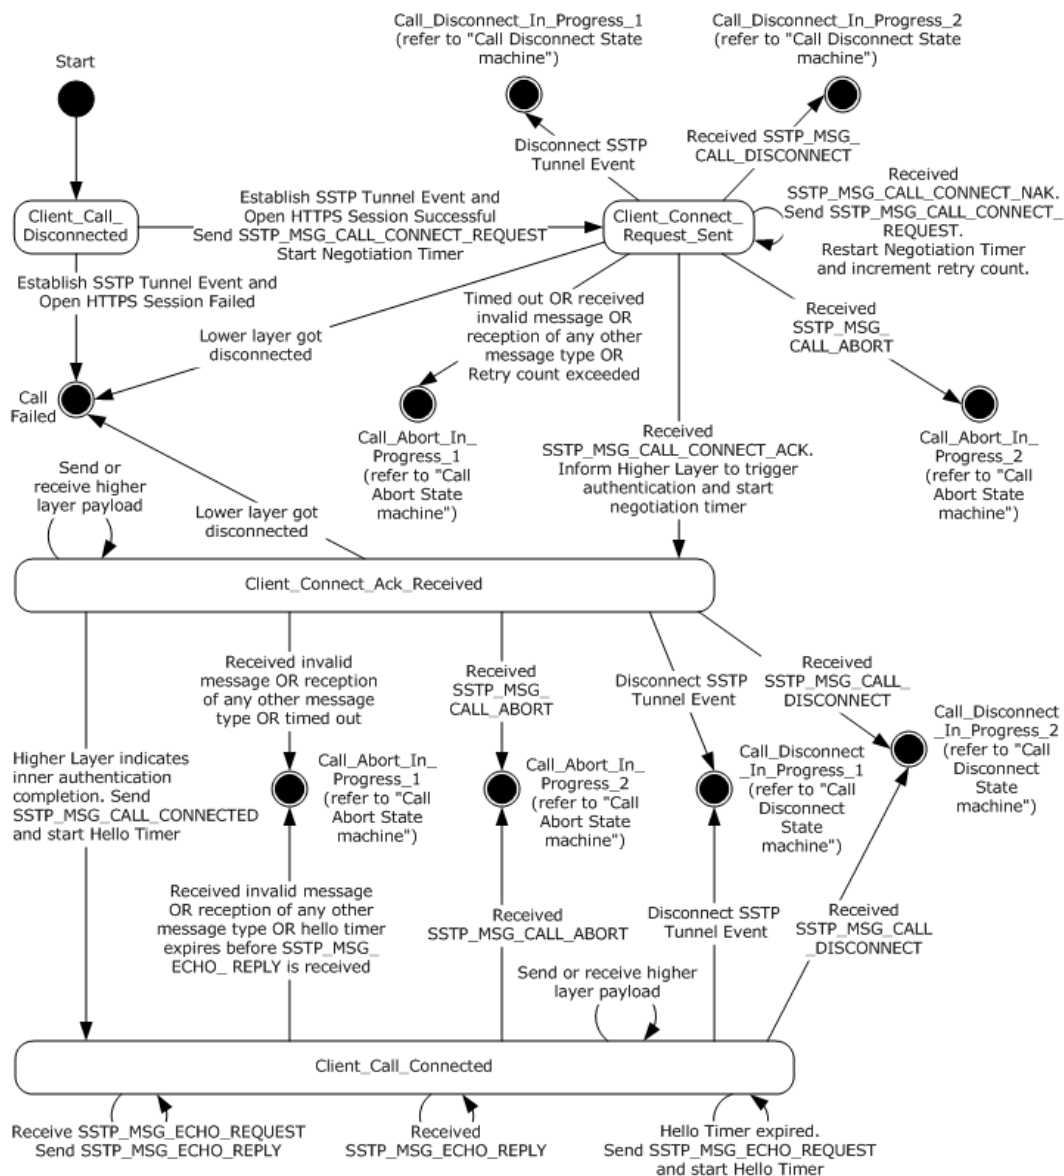 Call_Disconnect_In_Progress_1
(refer to "Call Disconnect State
machine")
Call_Disconnect_In_Progress_2
(refer to "Call Disconnect State
machine")
Start
Disconnect SSTP
Tunnel Event
Received SSTP_MSG_
CALL_DISCONNECT
Client_Call_
Disconnected
Establish SSTP Tunnel Event and
Open HTTPS Session Successful
Send SSTP_MSG_CALL_CONNECT_REQUEST
Start Negotiation Timer
Client_Connect_
Request_Sent
Received
SSTP_MSG_CALL_CONNECT_NAK.
Send SSTP_MSG_CALL_CONNECT_
REQUEST.
Restart Negotiation Timer
and increment retry count.
Establish SSTP Tunnel Event and
Open HTTPS Session Failed
Lower layer got
disconnected
Timed out OR received
invalid message OR
reception of any other
message type OR
Retry count exceeded
Received
SSTP_MSG_
CALL_ABORT
Call
Failed
Call_Abort_In_
Progress_1
(refer to "Call
Abort State
machine")
Received
SSTP_MSG_CALL_CONNECT_ACK.
Inform Higher Layer to trigger
authentication and start
negotiation timer
Call_Abort_In_
Progress_2
(refer to "Call
Abort State
machine")
Send or
receive higher
layer payload
Lower layer got
disconnected
Client_Connect_Ack_Received
Received invalid
message OR reception
of any other message
type OR timed out
Received
SSTP_MSG_
CALL_ABORT
Disconnect SSTP
Tunnel Event
Received
SSTP_MSG_CALL_
DISCONNECT
Higher Layer indicates
inner authentication
completion. Send
SSTP_MSG_CALL_CONNECTED
and start Hello Timer
Call_Abort_In_
Progress_1
(refer to "Call
Abort State
machine")
Call_Abort_In_
Progress_2
(refer to "Call
Abort State
machine")
Call_Disconnect
_In_Progress_1
(refer to "Call
Disconnect
State
machine")
Call_Disconnect
_In_Progress_2
(refer to "Call
Disconnect
State
machine")
Received invalid message
OR reception of any other
message type OR hello timer
expires before SSTP_MSG_
ECHO_ REPLY is received
Received
SSTP_MSG_CALL_ABORT
Disconnect SSTP
Tunnel Event
Received
SSTP_MSG_CALL
_DISCONNECT
Send or receive higher
layer payload
Client_Call_Connected
Receive SSTP_MSG_ECHO_REQUEST
Send SSTP_MSG_ECHO_REPLY
Received
SSTP_MSG_ECHO_REPLY
Hello Timer expired.
Send SSTP_MSG_ECHO_REQUEST
and start Hello Timer